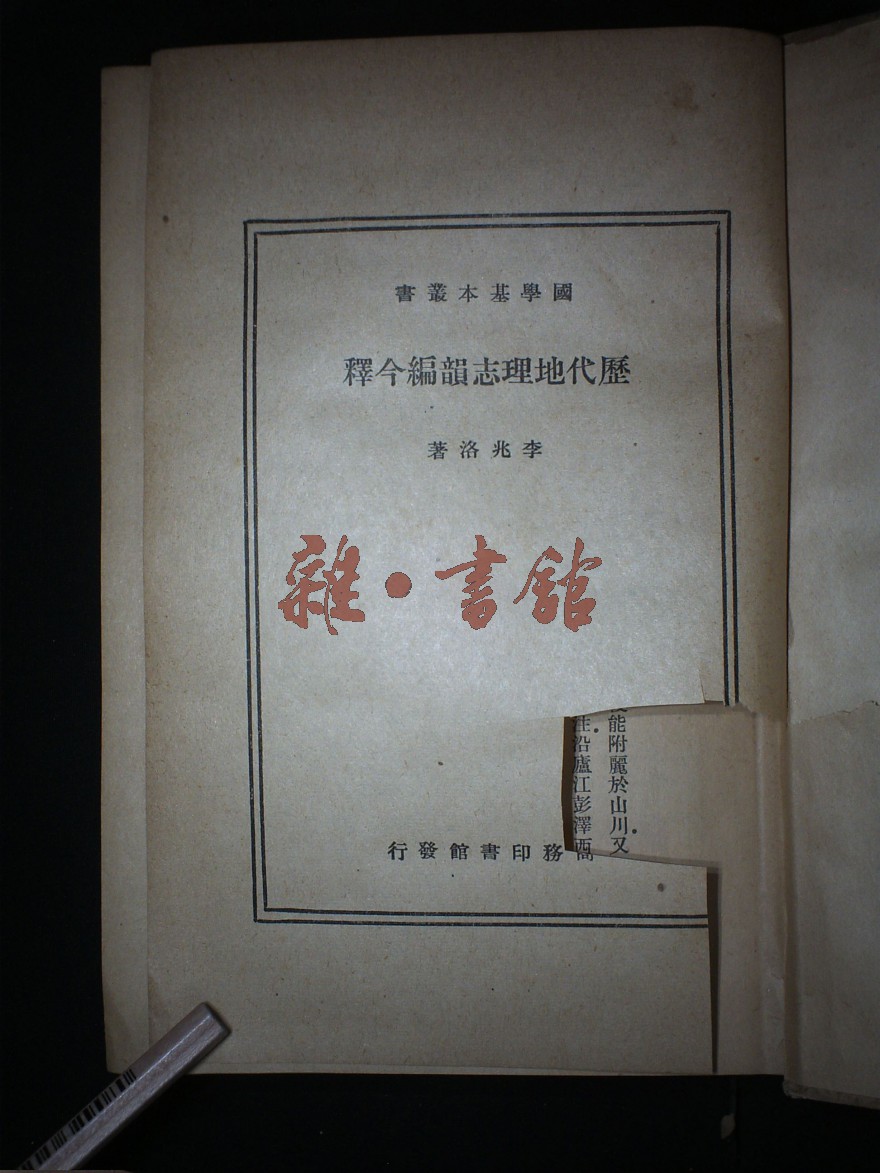 國學基本叢書
歷代地理志韻編今釋
李兆洛著
雜·書館
能附麗於山川又
沿廬江彭澤西
務印書館發行